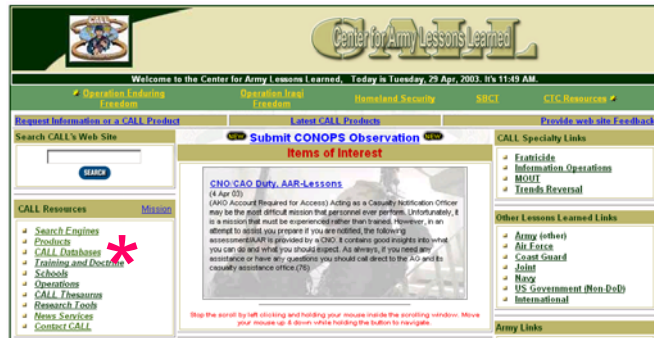 CALL
Center for Army Lessons Learned
Welcome to the Center for Army Lessons Learned, Today is Tuesday, 29 Apr, 2003. It's 11:49 AM.
Operation Enduring Freedom
Operation Iraqi Freedom
Homeland Security
SBCT
CTC Resources
Request Information or a CALL Product
Latest CALL Products
Provide web site Feedback
Search CALL's Web Site
SEARCH
CALL Resources
Mission
Search Engines
Products
CALL Databases
*
Training and Doctrine
Schools
Operations
CALL Thesaurus
Research Tools
News Services
Contact CALL
NEW Submit CONOPS Observation NEW
Items of Interest
CNO/CAO Duty, AAR-Lessons
(4 Apr 03)
(AKO Account Required for Access) Acting as a Casualty Notification Officer
may be the most difficult mission that personnel ever perform. Unfortunately, it
is a mission that must be experienced rather than trained. However, in an
attempt to assist you prepare if you are notified, the following
assessment/AAR is provided by a CNO. It contains good insights into what
you can do and what you should expect. As always, if you need any
assistance or have any questions you should call direct to the AG and its
casualty assistance office.(76)
Stop the scroll by left clicking and holding your mouse inside the scrolling window. Move
your mouse up & down while holding the button to navigate.
CALL Specialty Links
Fratricide
Information Operations
MOUT
Trends Reversal
Other Lessons Learned Links
Army (other)
Air Force
Coast Guard
Joint
Navy
US Government (Non-DoD)
International
Army Links